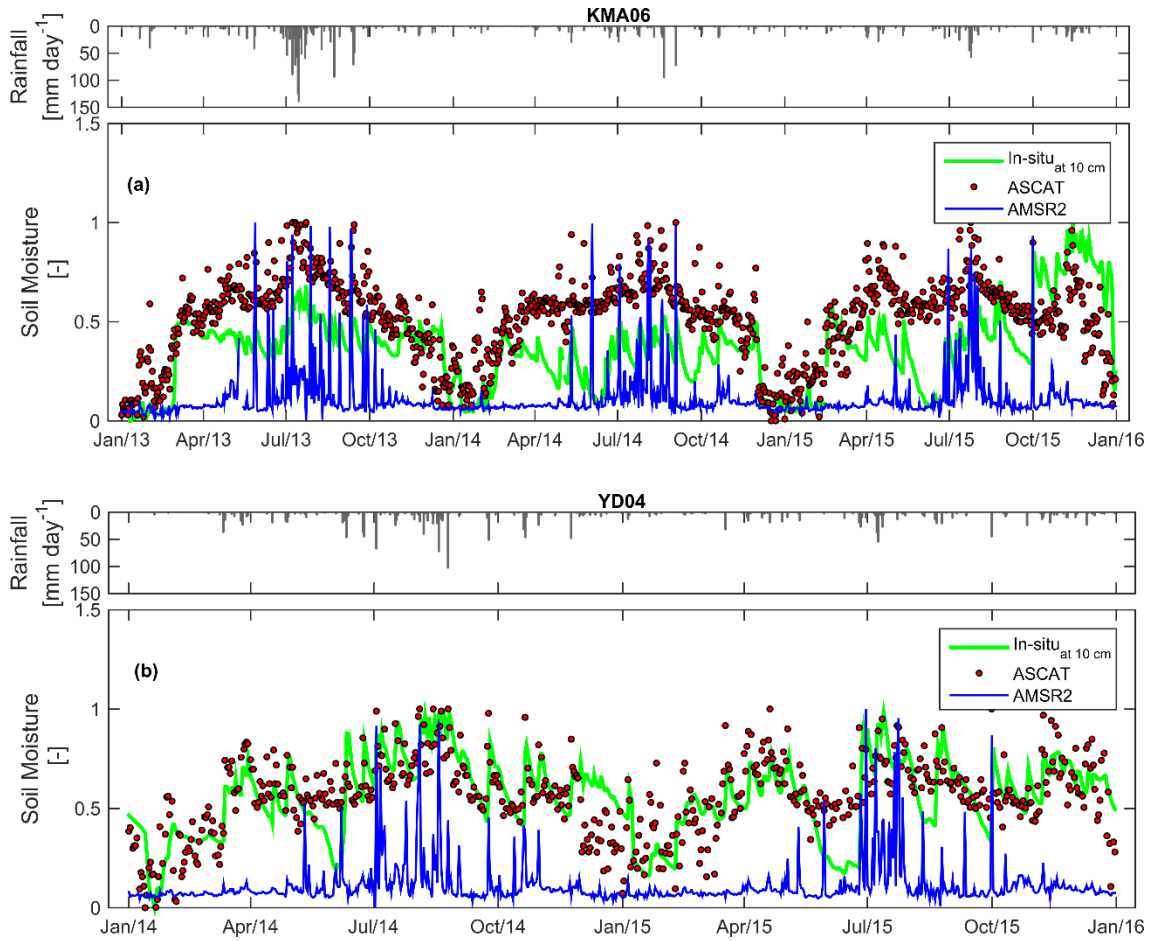 KMA06
Rainfall
[mm day-1]
0
50
100
150
1.5
1
0.5
0
Soil Moisture
[-]
(a)
In-situ at 10 cm
ASCAT
AMSR2
Jan/13 Apr/13 Jul/13 Oct/13 Jan/14 Apr/14 Jul/14 Oct/14 Jan/15 Apr/15 Jul/15 Oct/15 Jan/16
YD04
Rainfall
[mm day-1]
0
50
100
150
1.5
1
0.5
0
Soil Moisture
[-]
(b)
In-situ at 10 cm
ASCAT
AMSR2
Jan/14 Apr/14 Jul/14 Oct/14 Jan/15 Apr/15 Jul/15 Oct/15 Jan/16